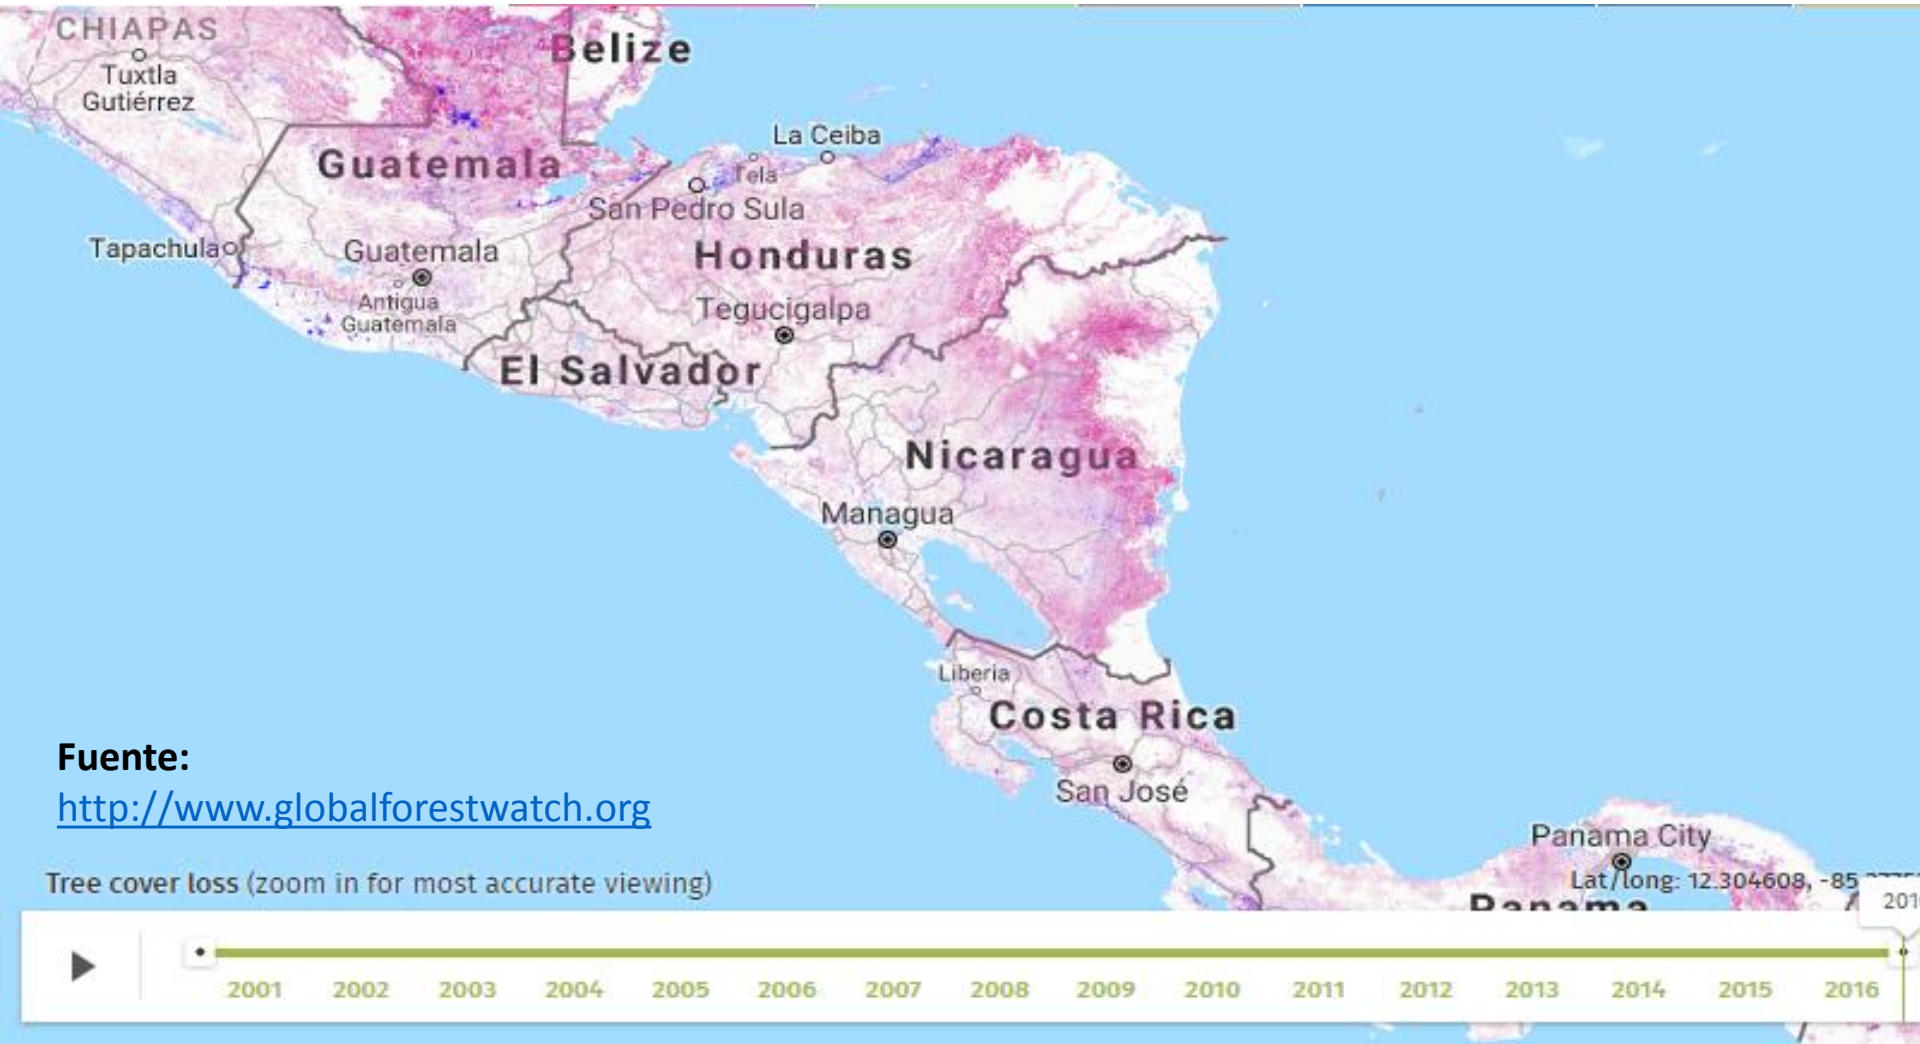 CHIAPAS
Tuxtla
Gutiérrez
Belize
La Ceiba
Tela
Guatemala
San Pedro Sula
Tapachula
Guatemala
Honduras
Antigua
Guatemala
Tegucigalpa
El Salvador
Nicaragua
Managua
Liberia
Costa Rica
San José
Fuente:
http://www.globalforestwatch.org
Panama City
Tree cover loss (zoom in for most accurate viewing)
Lat/long: 12.304608, -85
Panama
201
2001 2002 2003 2004 2005 2006 2007 2008 2009 2010 2011 2012 2013 2014 2015 2016